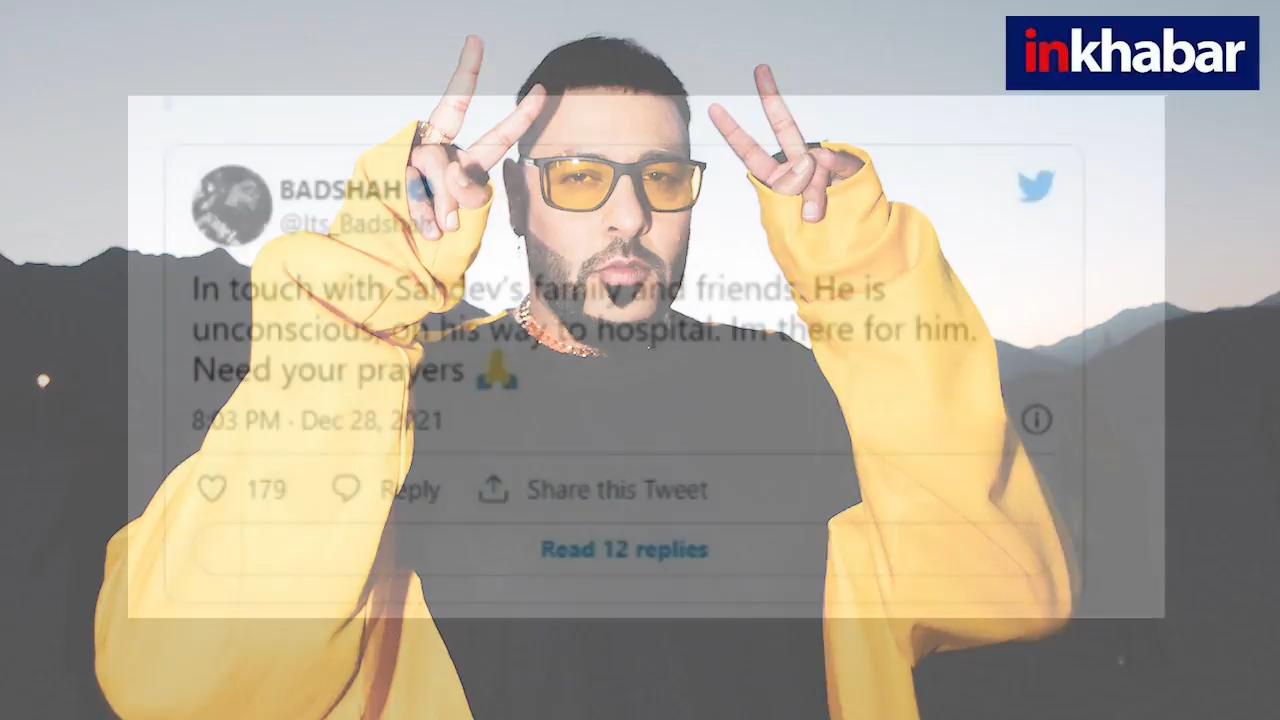 inkhabar
BADSHAH
@Its_Badshah
In touch with Sahdev's family and friends. He is
unconscious, on his way to hospital. Im there for him.
Need your prayers 🙏
8:03 PM · Dec 28, 2021
179 Reply Share this Tweet
Read 12 replies